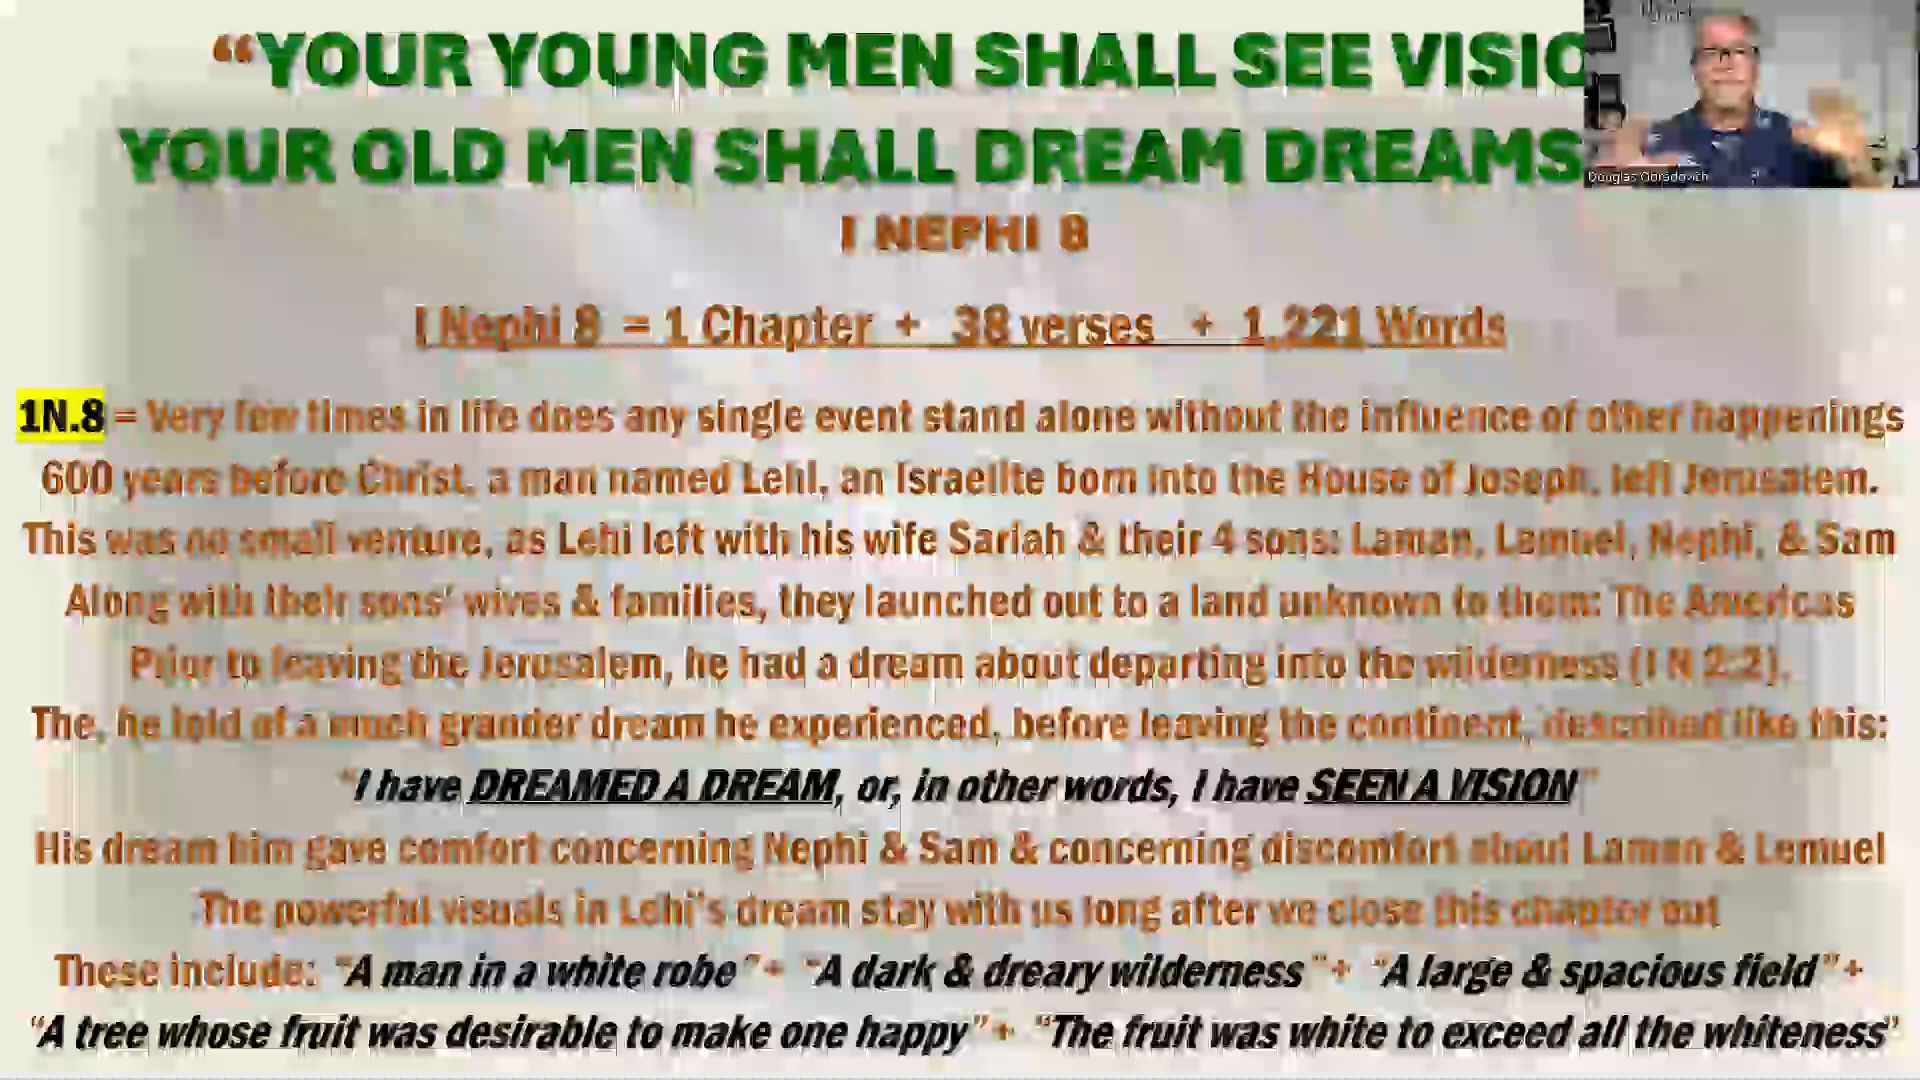 “YOUR YOUNG MEN SHALL SEE VISIO
YOUR OLD MEN SHALL DREAM DREAMS
Douglas Obradovich
I NEPHI 8
I Nephi 8 = 1 Chapter + 38 verses + 1,221 Words
1N.8 = Very few times in life does any single event stand alone without the influence of other happenings
600 years before Christ, a man named Lehi, an Israelite born into the House of Joseph, left Jerusalem.
This was no small venture, as Lehi left with his wife Sariah & their 4 sons: Laman, Lemuel, Nephi, & Sam
Along with their sons' wives & families, they launched out to a land unknown to them: The Americas
Prior to leaving the Jerusalem, he had a dream about departing into the wilderness (I N 2:2).
The, he told of a much grander dream he experienced, before leaving the continent, described like this:
“I have DREAMED A DREAM, or, in other words, I have SEEN A VISION”
His dream him gave comfort concerning Nephi & Sam & concerning discomfort about Laman & Lemuel
The powerful visuals in Lehi's dream stay with us long after we close this chapter out
These include: “A man in a white robe” + “A dark & dreary wilderness” + “A large & spacious field” +
“A tree whose fruit was desirable to make one happy” + “The fruit was white to exceed all the whiteness”